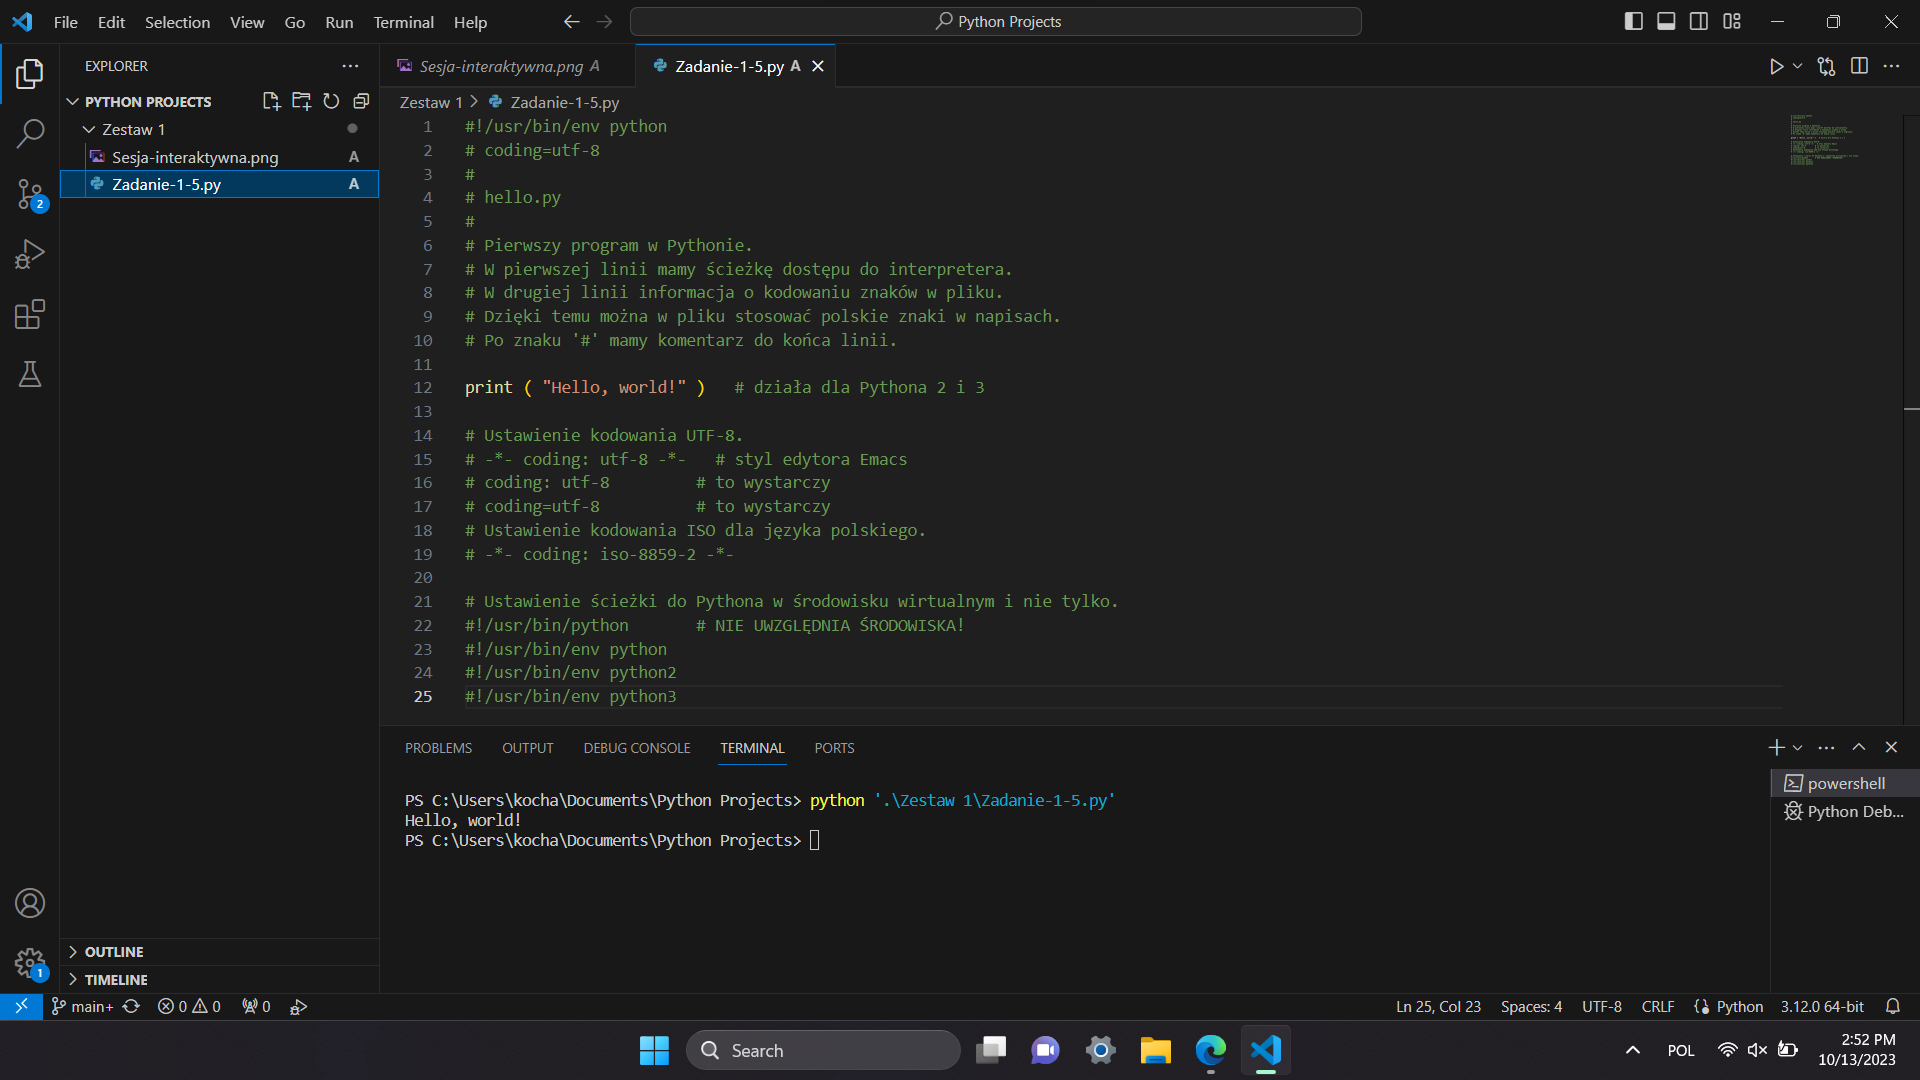 File Edit Selection View Go Run Terminal Help
Python Projects
EXPLORER
PYTHON PROJECTS
Zestaw 1
Sesja-interaktywna.png A
Zadanie-1-5.py A
2
Sesja-interaktywna.png A
Zadanie-1-5.py A
Zestaw 1 > Zadanie-1-5.py
1 #!/usr/bin/env python
2 # coding=utf-8
3 #
4 # hello.py
5 #
6 # Pierwszy program w Pythonie.
7 # W pierwszej linii mamy ścieżkę dostępu do interpretera.
8 # W drugiej linii informacja o kodowaniu znaków w pliku.
9 # Dzięki temu można w pliku stosować polskie znaki w napisach.
10 # Po znaku '#' mamy komentarz do końca linii.
11
12 print ( "Hello, world!" )   # działa dla Pythona 2 i 3
13
14 # Ustawienie kodowania UTF-8.
15 # -*- coding: utf-8 -*-   # styl edytora Emacs
16 # coding: utf-8         # to wystarczy
17 # coding=utf-8          # to wystarczy
18 # Ustawienie kodowania ISO dla języka polskiego.
19 # -*- coding: iso-8859-2 -*-
20
21 # Ustawienie ścieżki do Pythona w środowisku wirtualnym i nie tylko.
22 #!/usr/bin/python       # NIE UWZGLĘDNIA ŚRODOWISKA!
23 #!/usr/bin/env python
24 #!/usr/bin/env python2
25 #!/usr/bin/env python3
PROBLEMS OUTPUT DEBUG CONSOLE TERMINAL PORTS
PS C:\Users\kocha\Documents\Python Projects> python '.\Zestaw 1\Zadanie-1-5.py'
Hello, world!
PS C:\Users\kocha\Documents\Python Projects>
powershell
Python Deb...
OUTLINE
TIMELINE
1
main+ 0 0 0
Ln 25, Col 23 Spaces: 4 UTF-8 CRLF Python 3.12.0 64-bit
Search
POL
2:52 PM
10/13/2023